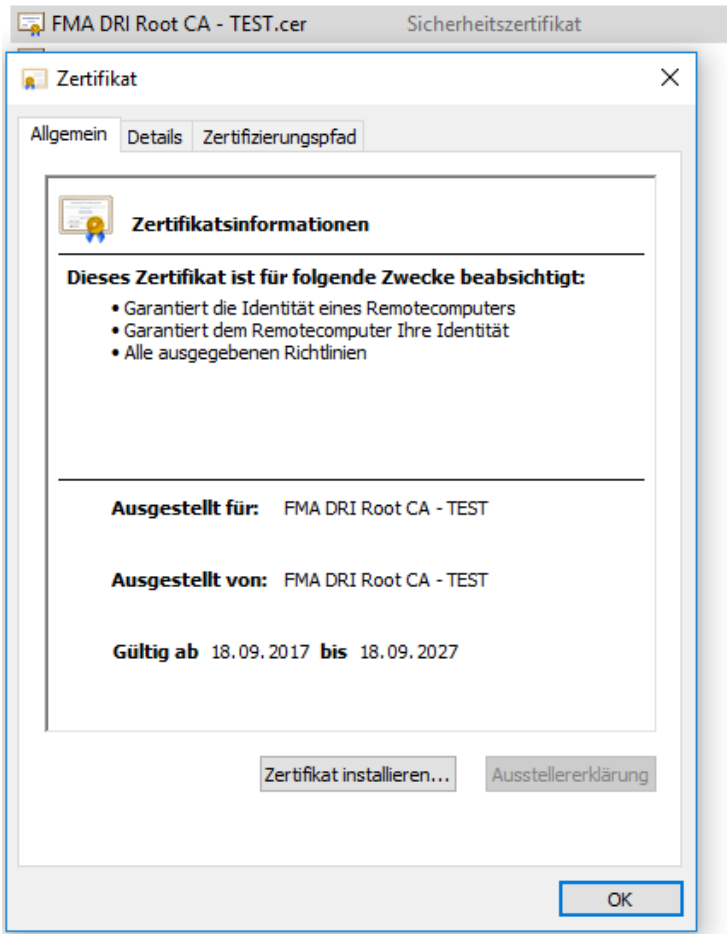 FMA DRI Root CA - TEST.cer Sicherheitszertifikat
Zertifikat
Allgemein Details Zertifizierungspfad
Zertifikatsinformationen
Dieses Zertifikat ist für folgende Zwecke beabsichtigt:
• Garantiert die Identität eines Remotecomputers
• Garantiert dem Remotecomputer Ihre Identität
• Alle ausgegebenen Richtlinien
Ausgestellt für: FMA DRI Root CA - TEST
Ausgestellt von: FMA DRI Root CA - TEST
Gültig ab 18.09.2017 bis 18.09.2027
Zertifikat installieren... Ausstellererklärung
OK